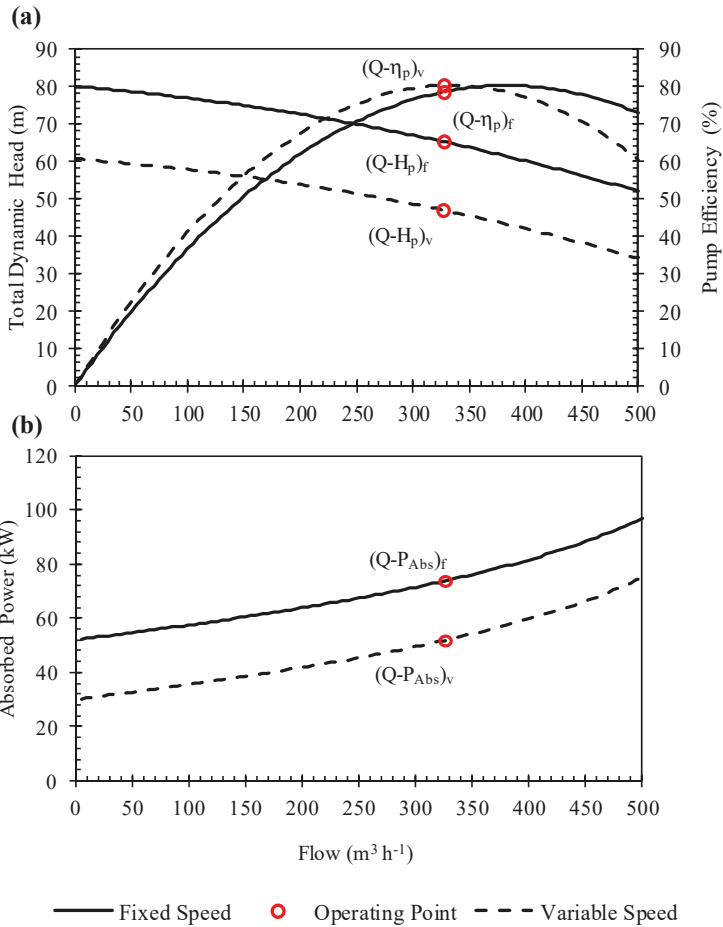 (a)
Total Dynamic Head (m)
90
80
70
60
50
40
30
20
10
0
(Q-ηp)v
(Q-ηp)f
(Q-Hp)f
(Q-Hp)v
90
80
70
60
50
40
30
20
10
0
Pump Efficiency (%)
0 50 100 150 200 250 300 350 400 450 500
(b)
Absorbed Power (kW)
120
100
80
60
40
20
0
(Q-PAbs)f
(Q-PAbs)v
0 50 100 150 200 250 300 350 400 450 500
Flow (m³ h⁻¹)
Fixed Speed Operating Point Variable Speed